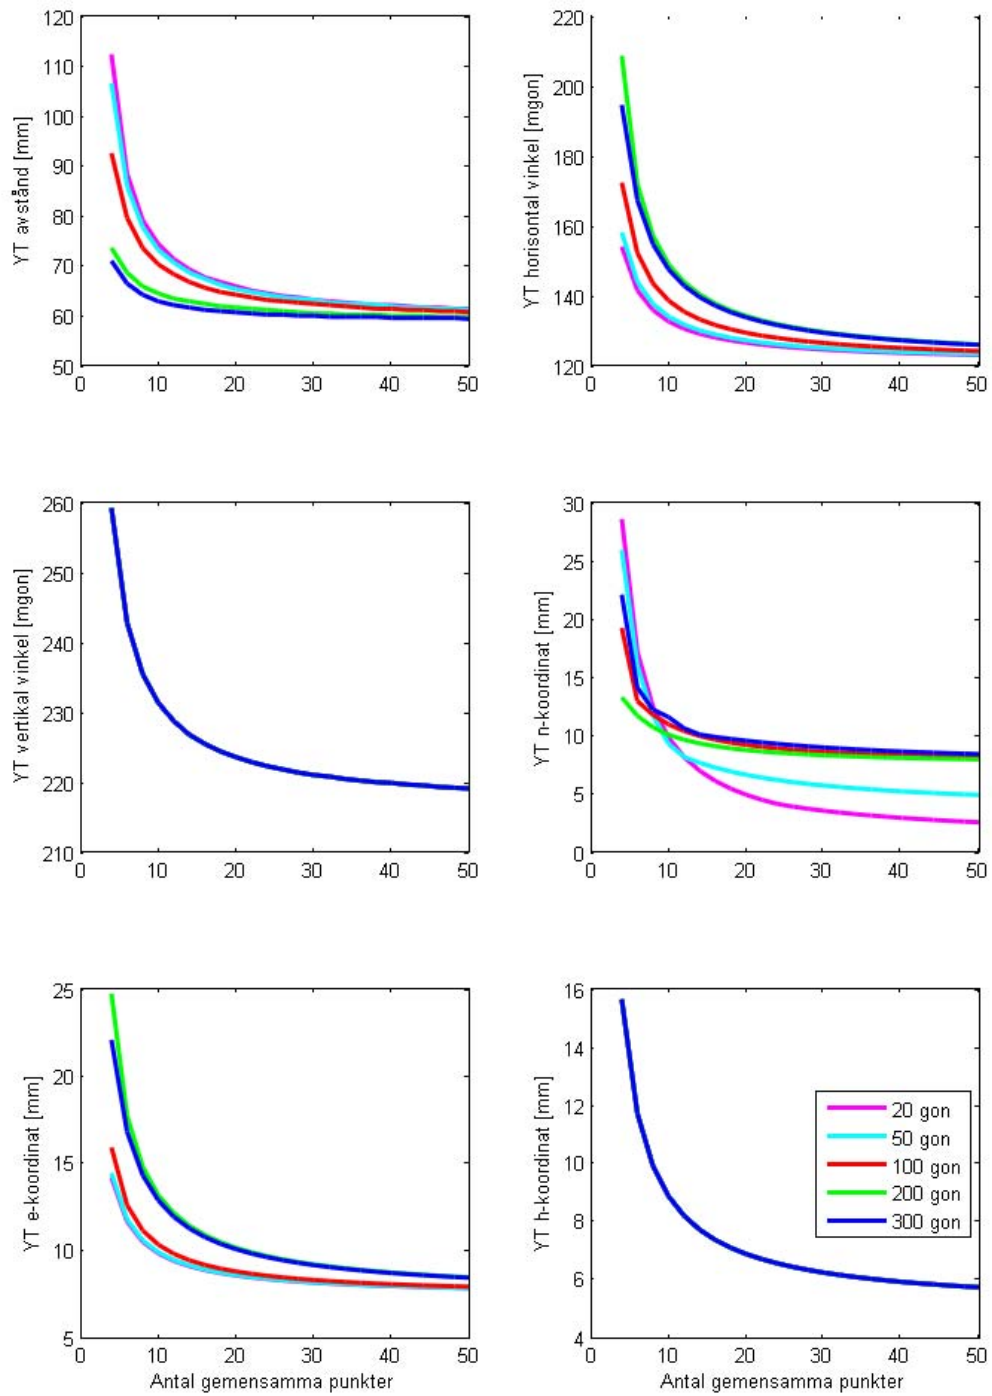 YT avstånd [mm]
120
110
100
90
80
70
60
50
0 10 20 30 40 50
YT horisontal vinkel [mgon]
220
200
180
160
140
120
0 10 20 30 40 50
YT vertikal vinkel [mgon]
260
250
240
230
220
210
0 10 20 30 40 50
YT n-koordinat [mm]
30
25
20
15
10
5
0
0 10 20 30 40 50
YT e-koordinat [mm]
25
20
15
10
5
0 10 20 30 40 50
Antal gemensamma punkter
YT h-koordinat [mm]
16
14
12
10
8
6
4
20 gon
50 gon
100 gon
200 gon
300 gon
0 10 20 30 40 50
Antal gemensamma punkter